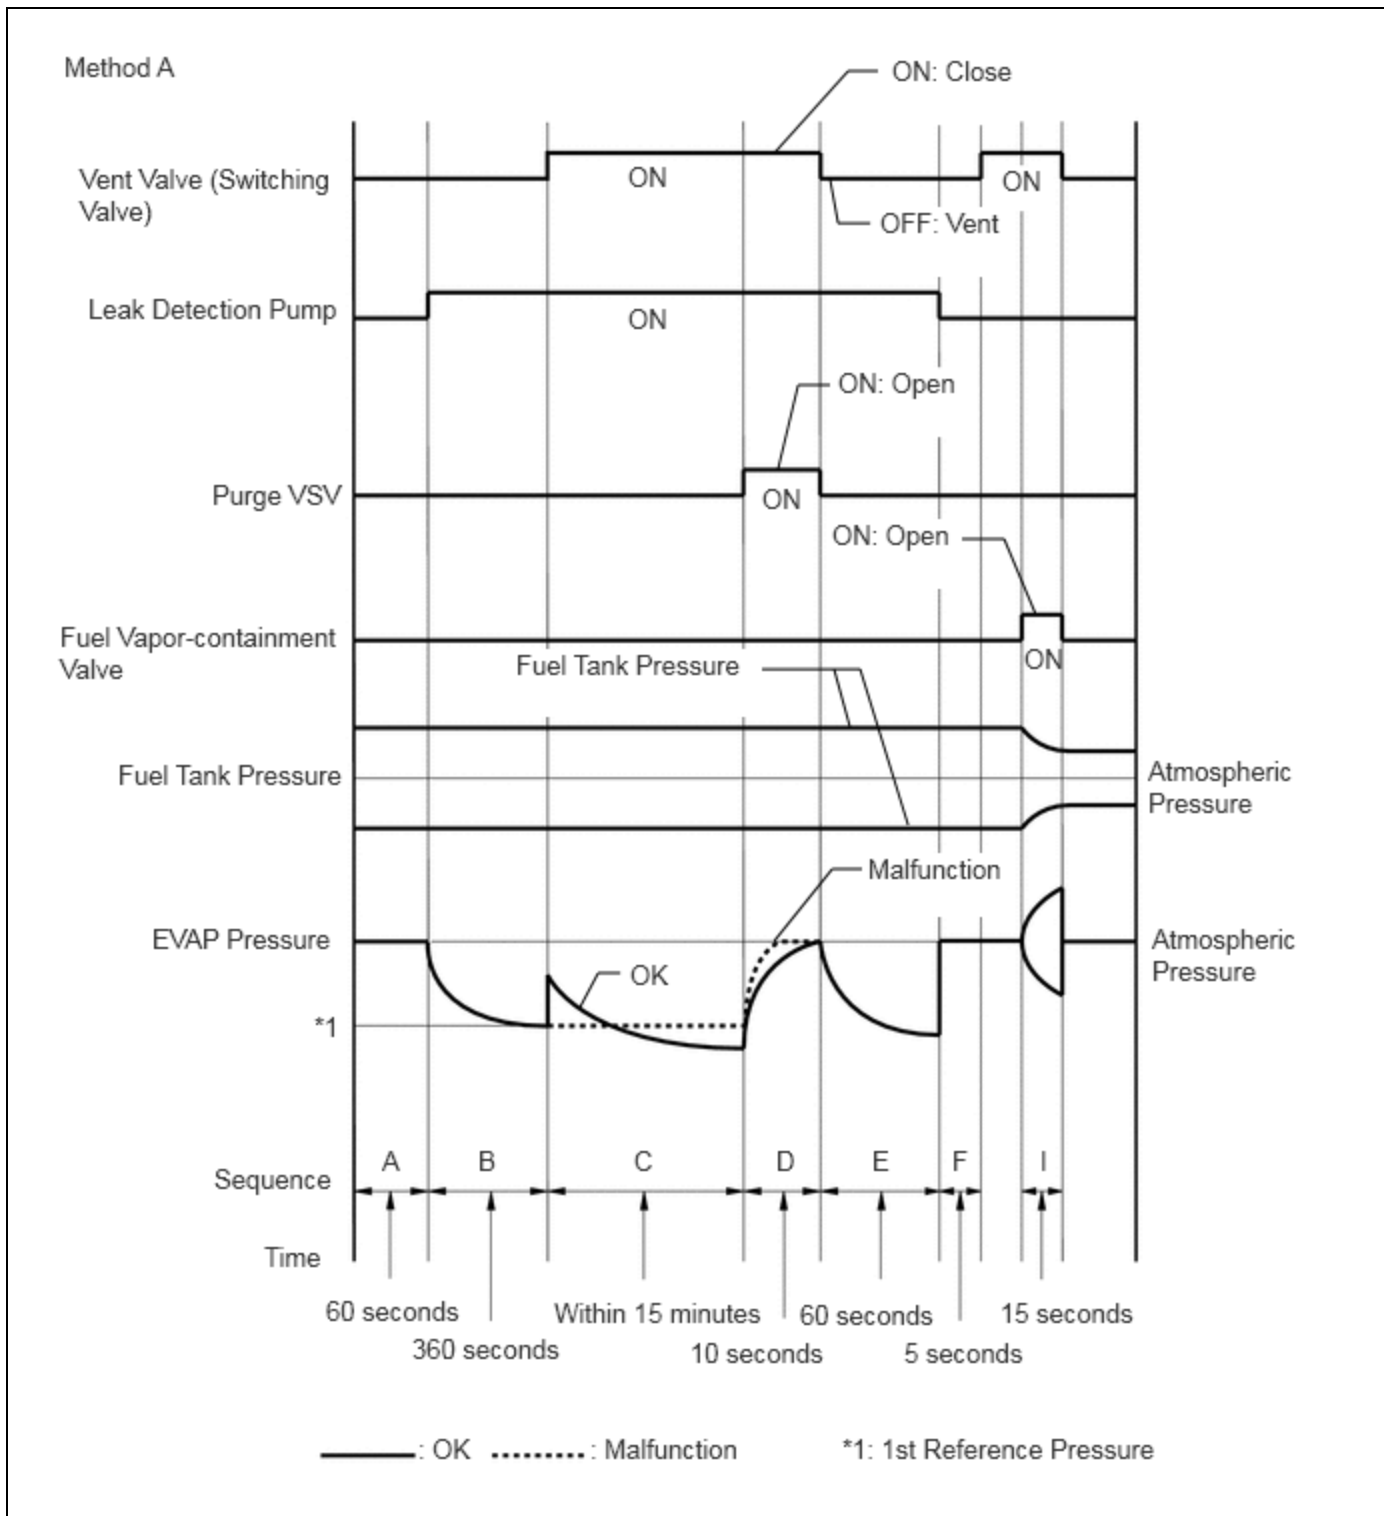 Method A
ON: Close
Vent Valve (Switching
Valve)
ON
ON
OFF: Vent
Leak Detection Pump
ON
ON: Open
Purge VSV
ON
ON: Open
Fuel Vapor-containment
Valve
ON
Fuel Tank Pressure
Fuel Tank Pressure
Atmospheric
Pressure
Malfunction
EVAP Pressure
Atmospheric
Pressure
OK
*1
Sequence
A
B
C
D
E
F
I
Time
60 seconds
Within 15 minutes
60 seconds
15 seconds
360 seconds
10 seconds
5 seconds
: OK
: Malfunction
*1: 1st Reference Pressure